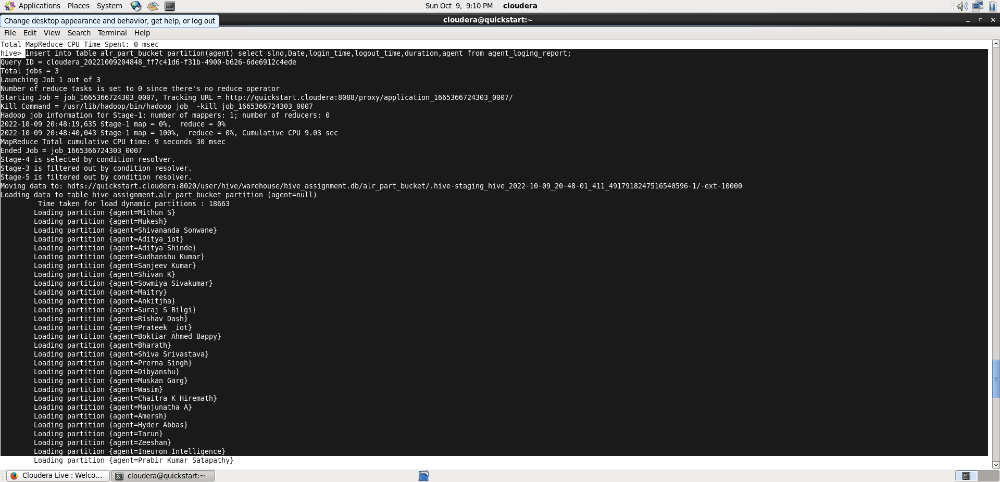 Applications Places System Sun Oct 9, 9:10 PM cloudera
Change desktop appearance and behavior, get help, or log out cloudera@quickstart:~
File Edit View Search Terminal Help
Total MapReduce CPU Time Spent: 0 msec
hive> insert into table alr_part_bucket partition(agent) select slno,Date,login_time,logout_time,duration,agent from agent_loging_report;
Query ID = cloudera_20221009204848_ff7c41d6-f31b-4900-b626-6de6912c4ede
Total jobs = 3
Launching Job 1 out of 3
Number of reduce tasks is set to 0 since there's no reduce operator
Starting Job = job_1665366724303_0007, Tracking URL = http://quickstart.cloudera:8088/proxy/application_1665366724303_0007/
Kill Command = /usr/lib/hadoop/bin/hadoop job  -kill job_1665366724303_0007
Hadoop job information for Stage-1: number of mappers: 1; number of reducers: 0
2022-10-09 20:48:19,635 Stage-1 map = 0%,  reduce = 0%
2022-10-09 20:48:40,043 Stage-1 map = 100%,  reduce = 0%, Cumulative CPU 9.03 sec
MapReduce Total cumulative CPU time: 9 seconds 30 msec
Ended Job = job_1665366724303_0007
Stage-4 is selected by condition resolver.
Stage-3 is filtered out by condition resolver.
Stage-5 is filtered out by condition resolver.
Moving data to: hdfs://quickstart.cloudera:8020/user/hive/warehouse/hive_assignment.db/alr_part_bucket/.hive-staging_hive_2022-10-09_20-48-01_411_4917918247516540596-1/-ext-10000
Loading data to table hive_assignment.alr_part_bucket partition (agent=null)
Time taken for load dynamic partitions : 18663
Loading partition {agent=Mithun S}
Loading partition {agent=Mukesh}
Loading partition {agent=Shivananda Sonwane}
Loading partition {agent=Aditya_iot}
Loading partition {agent=Aditya Shinde}
Loading partition {agent=Sudhanshu Kumar}
Loading partition {agent=Sanjeev Kumar}
Loading partition {agent=Shivan K}
Loading partition {agent=Sowmiya Sivakumar}
Loading partition {agent=Maitry}
Loading partition {agent=Ankitjha}
Loading partition {agent=Suraj S Bilgi}
Loading partition {agent=Rishav Dash}
Loading partition {agent=Prateek _iot}
Loading partition {agent=Boktiar Ahmed Bappy}
Loading partition {agent=Bharath}
Loading partition {agent=Shiva Srivastava}
Loading partition {agent=Prerna Singh}
Loading partition {agent=Dibyanshu}
Loading partition {agent=Muskan Garg}
Loading partition {agent=Wasim}
Loading partition {agent=Chaitra K Hiremath}
Loading partition {agent=Manjunatha A}
Loading partition {agent=Amersh}
Loading partition {agent=Hyder Abbas}
Loading partition {agent=Tarun}
Loading partition {agent=Zeeshan}
Loading partition {agent=Ineuron Intelligence}
Loading partition {agent=Prabir Kumar Satapathy}
Cloudera Live : Welco... cloudera@quickstart:~